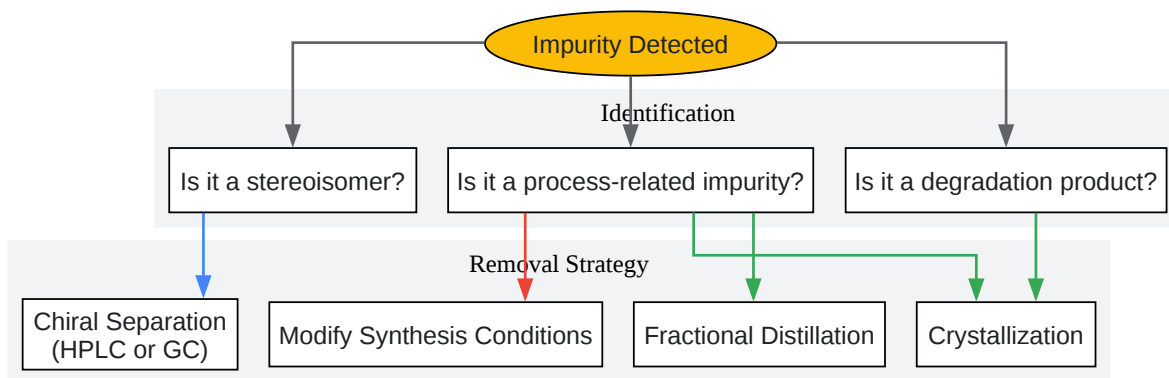 Impurity Detected
Identification
Is it a stereoisomer?
Is it a process-related impurity?
Is it a degradation product?
Removal Strategy
Chiral Separation
(HPLC or GC)
Modify Synthesis Conditions
Fractional Distillation
Crystallization